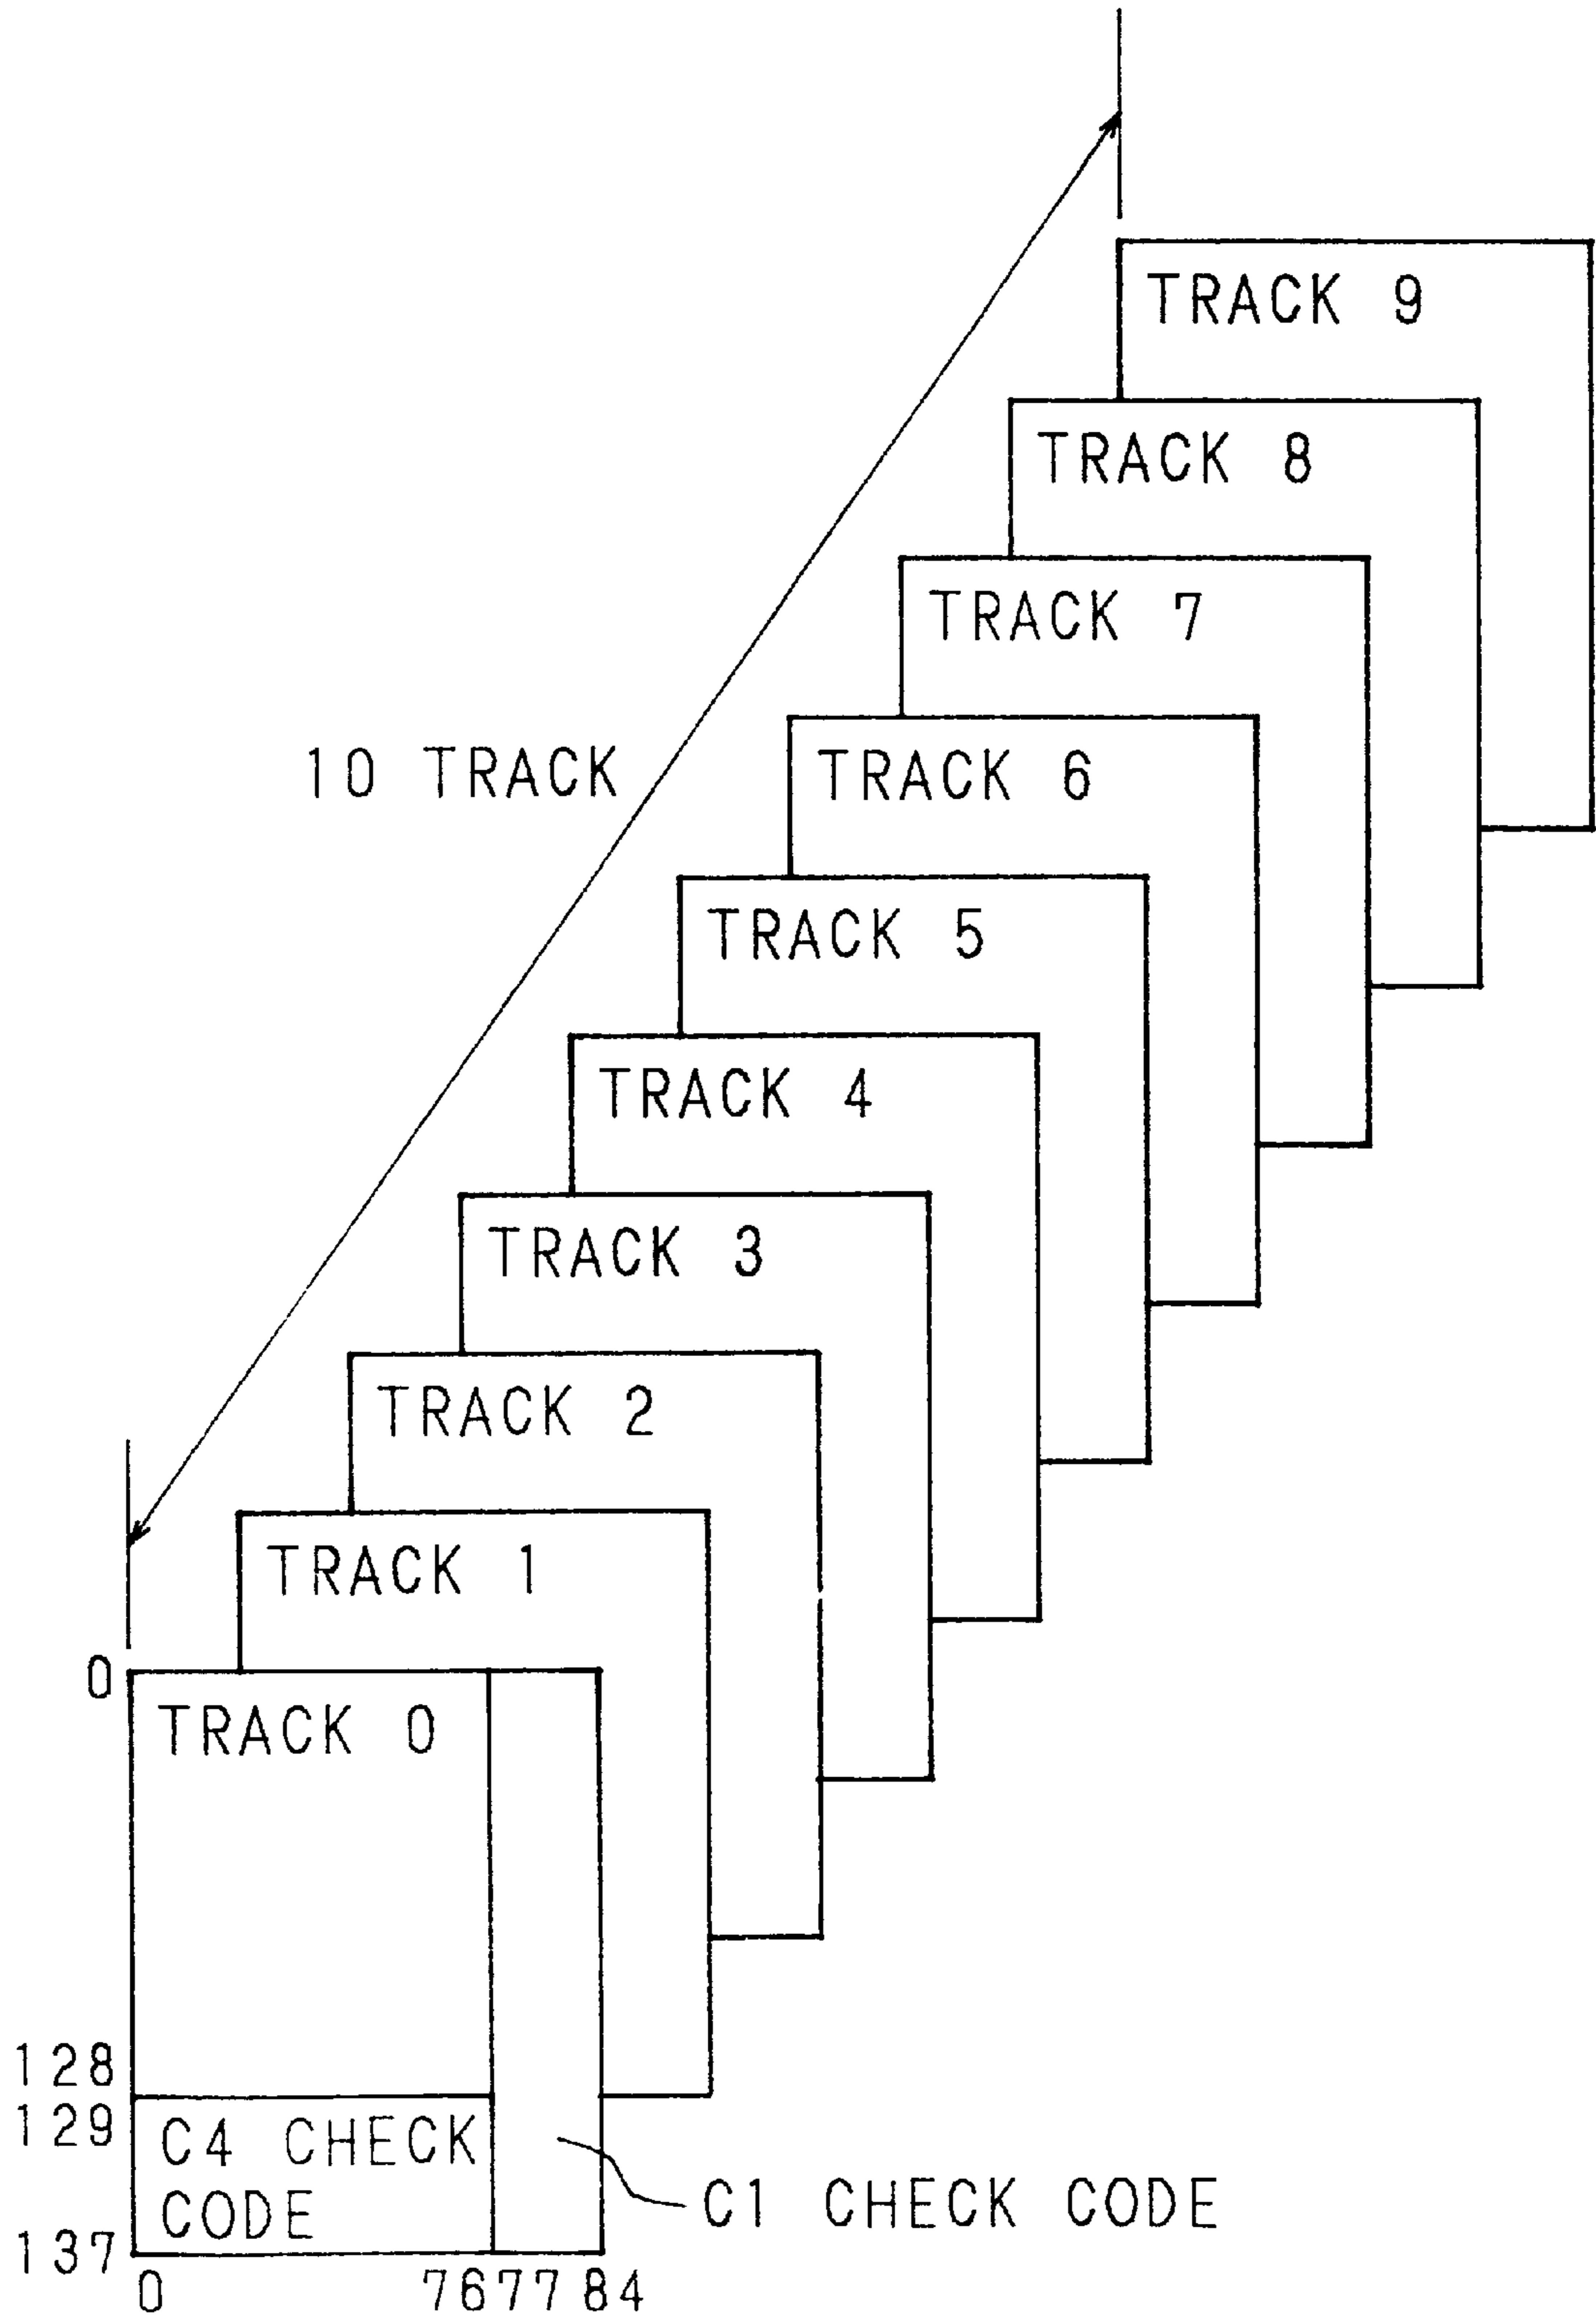 TRACK 9
TRACK 8
TRACK 7
10 TRACK
TRACK 6
TRACK 5
TRACK 4
TRACK 3
TRACK 2
TRACK 1
0
TRACK 0
128
129
C4 CHECK
CODE
C1 CHECK CODE
137
0 76 77 84